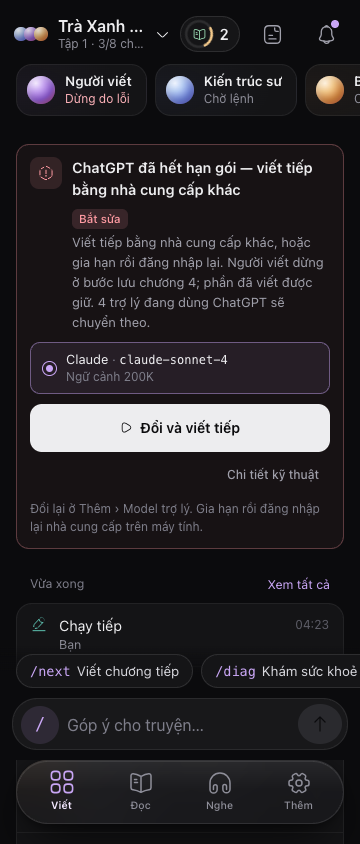 Trà Xanh ...
Tập 1 · 3/8 ch...
2
Người viết
Dừng do lỗi
Kiến trúc sư
Chờ lệnh
B
Chờ
ChatGPT đã hết hạn gói — viết tiếp
bằng nhà cung cấp khác
Bắt sửa
Viết tiếp bằng nhà cung cấp khác, hoặc
gia hạn rồi đăng nhập lại. Người viết dừng
ở bước lưu chương 4; phần đã viết được
giữ. 4 trợ lý đang dùng ChatGPT sẽ
chuyển theo.
Claude · claude-sonnet-4
Ngữ cảnh 200K
Đổi và viết tiếp
Chi tiết kỹ thuật
Đổi lại ở Thêm › Model trợ lý. Gia hạn rồi đăng nhập
lại nhà cung cấp trên máy tính.
Vừa xong
Xem tất cả
Chạy tiếp
04:23
Bạn
/next Viết chương tiếp
/diag Khám sức khoẻ
/
Góp ý cho truyện...
Viết
Đọc
Nghe
Thêm